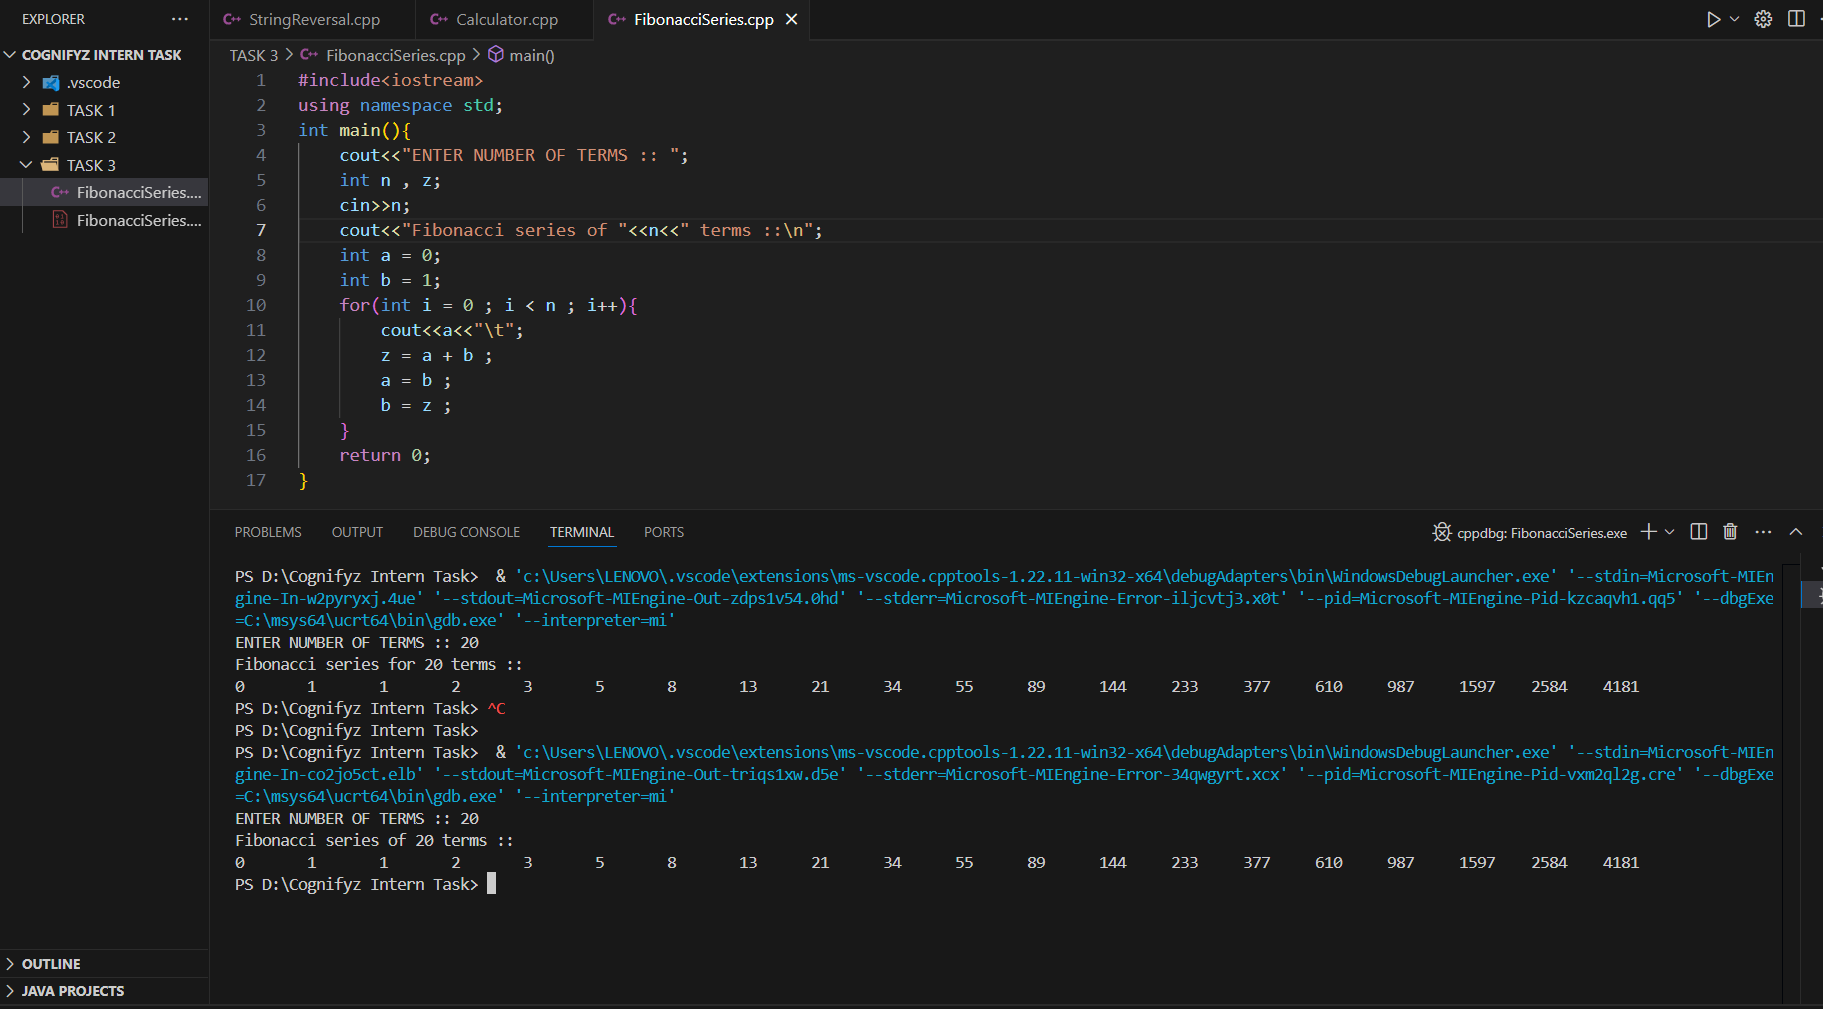 EXPLORER ···
StringReversal.cpp Calculator.cpp FibonacciSeries.cpp
COGNIFYZ INTERN TASK
.vscode
TASK 1
TASK 2
TASK 3
FibonacciSeries....
FibonacciSeries....
OUTLINE
JAVA PROJECTS
TASK 3 > C++ FibonacciSeries.cpp > main()
1 #include<iostream>
2 using namespace std;
3 int main(){
4 cout<<"ENTER NUMBER OF TERMS :: ";
5 int n , z;
6 cin>>n;
7 cout<<"Fibonacci series of "<<n<<" terms ::\n";
8 int a = 0;
9 int b = 1;
10 for(int i = 0 ; i < n ; i++){
11 cout<<a<<"\t";
12 z = a + b ;
13 a = b ;
14 b = z ;
15 }
16 return 0;
17 }
PROBLEMS OUTPUT DEBUG CONSOLE TERMINAL PORTS cppdbg: FibonacciSeries.exe
PS D:\Cognifyz Intern Task>  & 'c:\Users\LENOVO\.vscode\extensions\ms-vscode.cpptools-1.22.11-win32-x64\debugAdapters\bin\WindowsDebugLauncher.exe' '--stdin=Microsoft-MIEn
gine-In-w2pyryxj.4ue' '--stdout=Microsoft-MIEngine-Out-zdps1v54.0hd' '--stderr=Microsoft-MIEngine-Error-iljcvtj3.x0t' '--pid=Microsoft-MIEngine-Pid-kzcaqvh1.qq5' '--dbgExe
=C:\msys64\ucrt64\bin\gdb.exe' '--interpreter=mi'
ENTER NUMBER OF TERMS :: 20
Fibonacci series for 20 terms ::
0 1 1 2 3 5 8 13 21 34 55 89 144 233 377 610 987 1597 2584 4181
PS D:\Cognifyz Intern Task> ^C
PS D:\Cognifyz Intern Task>
PS D:\Cognifyz Intern Task>  & 'c:\Users\LENOVO\.vscode\extensions\ms-vscode.cpptools-1.22.11-win32-x64\debugAdapters\bin\WindowsDebugLauncher.exe' '--stdin=Microsoft-MIEn
gine-In-co2jo5ct.elb' '--stdout=Microsoft-MIEngine-Out-triqs1xw.d5e' '--stderr=Microsoft-MIEngine-Error-34qwgyrt.xcx' '--pid=Microsoft-MIEngine-Pid-vxm2ql2g.cre' '--dbgExe
=C:\msys64\ucrt64\bin\gdb.exe' '--interpreter=mi'
ENTER NUMBER OF TERMS :: 20
Fibonacci series of 20 terms ::
0 1 1 2 3 5 8 13 21 34 55 89 144 233 377 610 987 1597 2584 4181
PS D:\Cognifyz Intern Task>